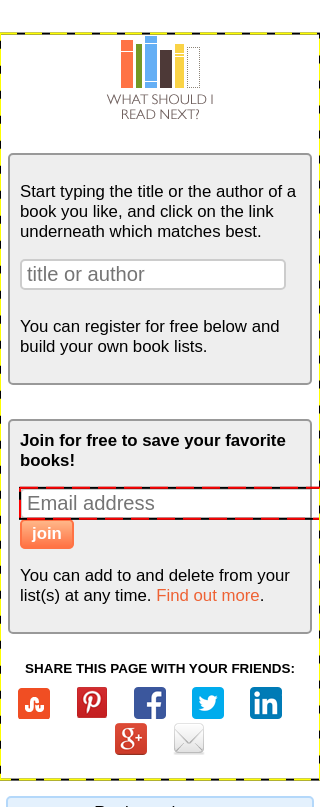 WHAT SHOULD I
READ NEXT?
Start typing the title or the author of a
book you like, and click on the link
underneath which matches best.
title or author
You can register for free below and
build your own book lists.
Join for free to save your favorite
books!
Email address
join
You can add to and delete from your
list(s) at any time. Find out more.
SHARE THIS PAGE WITH YOUR FRIENDS: